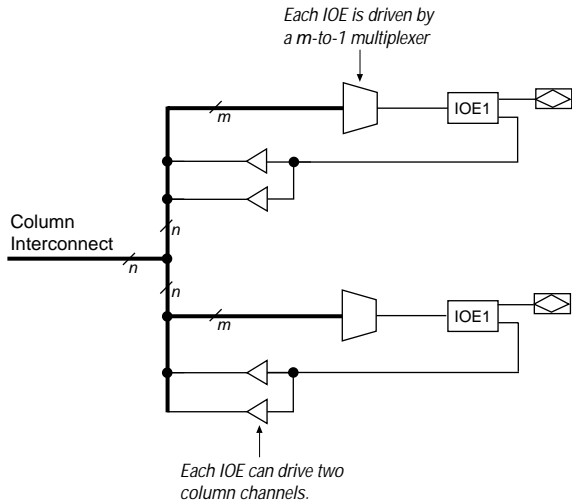 Each IOE is driven by
a m-to-1 multiplexer
m
IOE1
Column
Interconnect
n
n
n
m
IOE1
Each IOE can drive two
column channels.